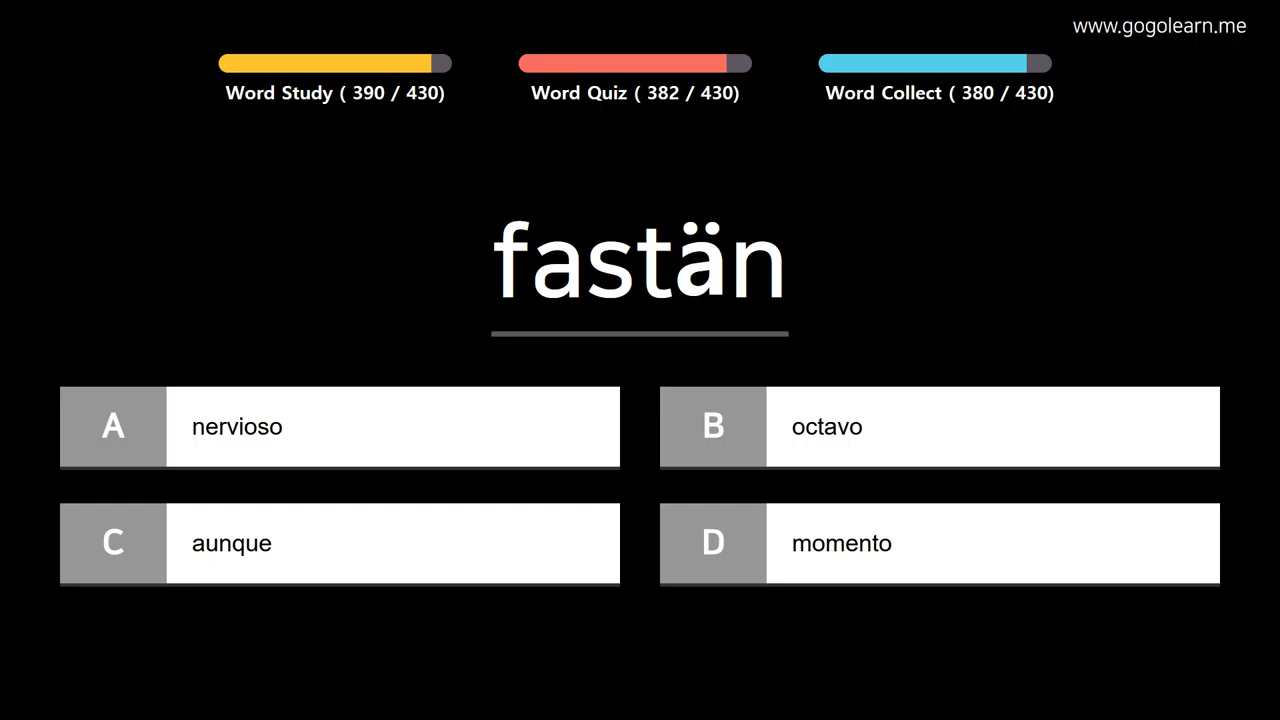 www.gogolearn.me
Word Study ( 390 / 430)
Word Quiz ( 382 / 430)
Word Collect ( 380 / 430)
fastän
A nervioso
B octavo
C aunque
D momento